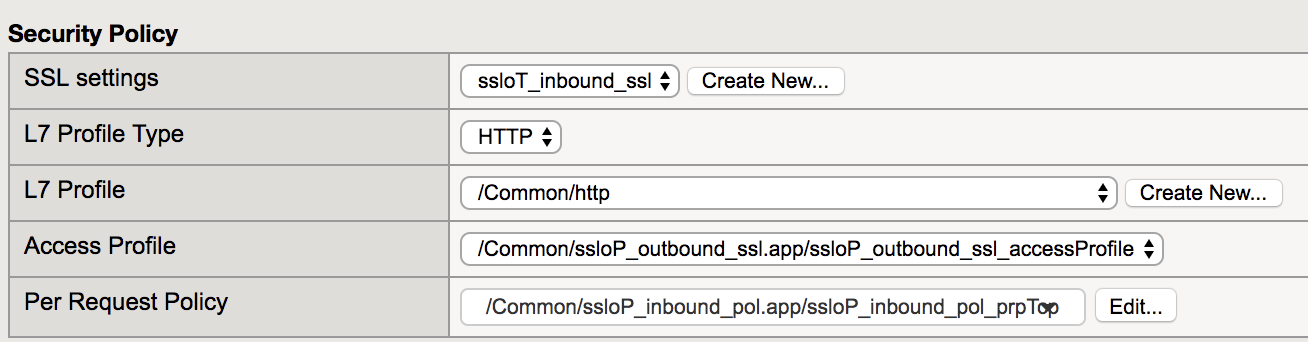 Security Policy
SSL settings ssloT_inbound_ssl Create New...
L7 Profile Type HTTP
L7 Profile /Common/http Create New...
Access Profile /Common/ssloP_outbound_ssl.app/ssloP_outbound_ssl_accessProfile
Per Request Policy /Common/ssloP_inbound_pol.app/ssloP_inbound_pol_prpTop Edit...